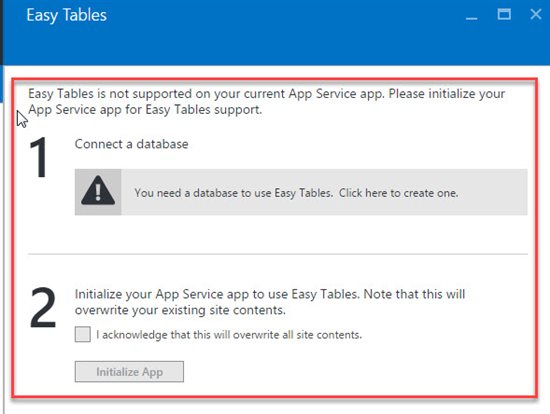 Easy Tables
Easy Tables is not supported on your current App Service app. Please initialize your
App Service app for Easy Tables support.
1
Connect a database
You need a database to use Easy Tables. Click here to create one.
2
Initialize your App Service app to use Easy Tables. Note that this will
overwrite your existing site contents.
I acknowledge that this will overwrite all site contents.
Initialize App